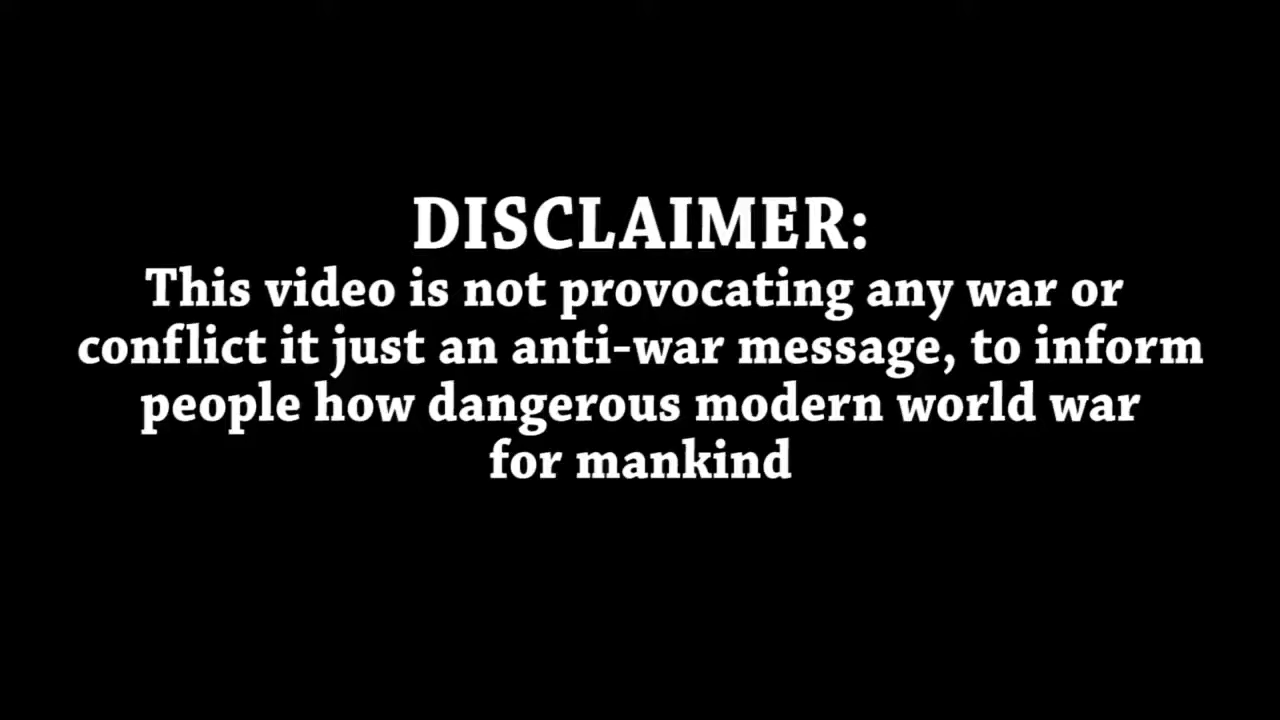 DISCLAIMER:
This video is not provocating any war or
conflict it just an anti-war message, to inform
people how dangerous modern world war
for mankind